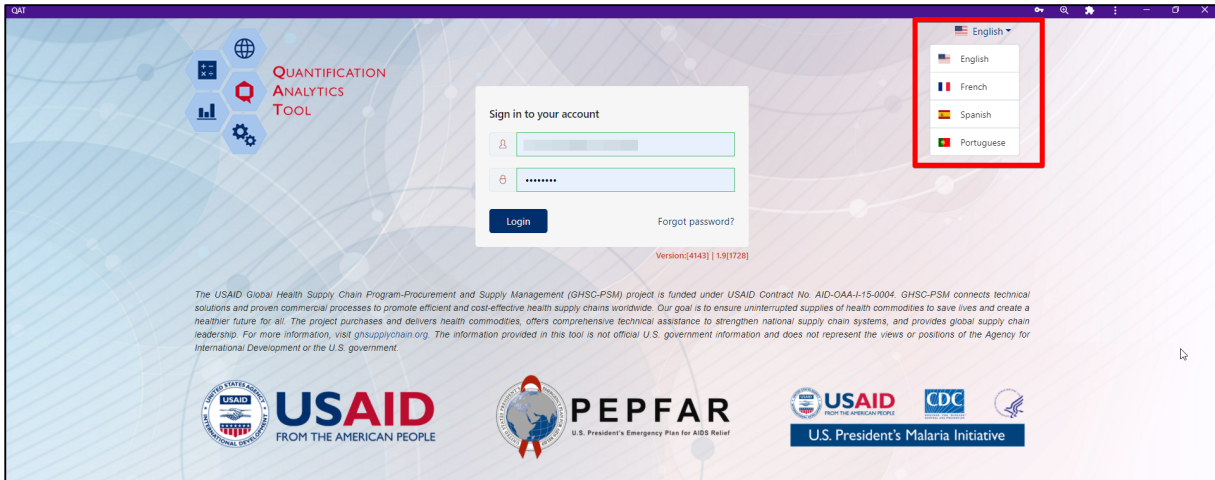 QAT
English
English
French
Spanish
Portuguese
QUANTIFICATION
ANALYTICS
TOOL
Sign in to your account
Login
Forgot password?
Version:[4143] | 1.9[1728]
The USAID Global Health Supply Chain Program-Procurement and Supply Management (GHSC-PSM) project is funded under USAID Contract No. AID-OAA-I-15-0004. GHSC-PSM connects technical
solutions and proven commercial processes to promote efficient and cost-effective health supply chains worldwide. Our goal is to ensure uninterrupted supplies of health commodities to save lives and create a
healthier future for all. The project purchases and delivers health commodities, offers comprehensive technical assistance to strengthen national supply chain systems, and provides global supply chain
leadership. For more information, visit ghsupplychain.org. The information provided in this tool is not official U.S. government information and does not represent the views or positions of the Agency for
International Development or the U.S. government.
UNITED STATES AGENCY
USAID
INTERNATIONAL DEVELOPMENT
USAID
FROM THE AMERICAN PEOPLE
PEPFAR
U.S. President's Emergency Plan for AIDS Relief
USAID
FROM THE AMERICAN PEOPLE
CDC
U.S. President's Malaria Initiative